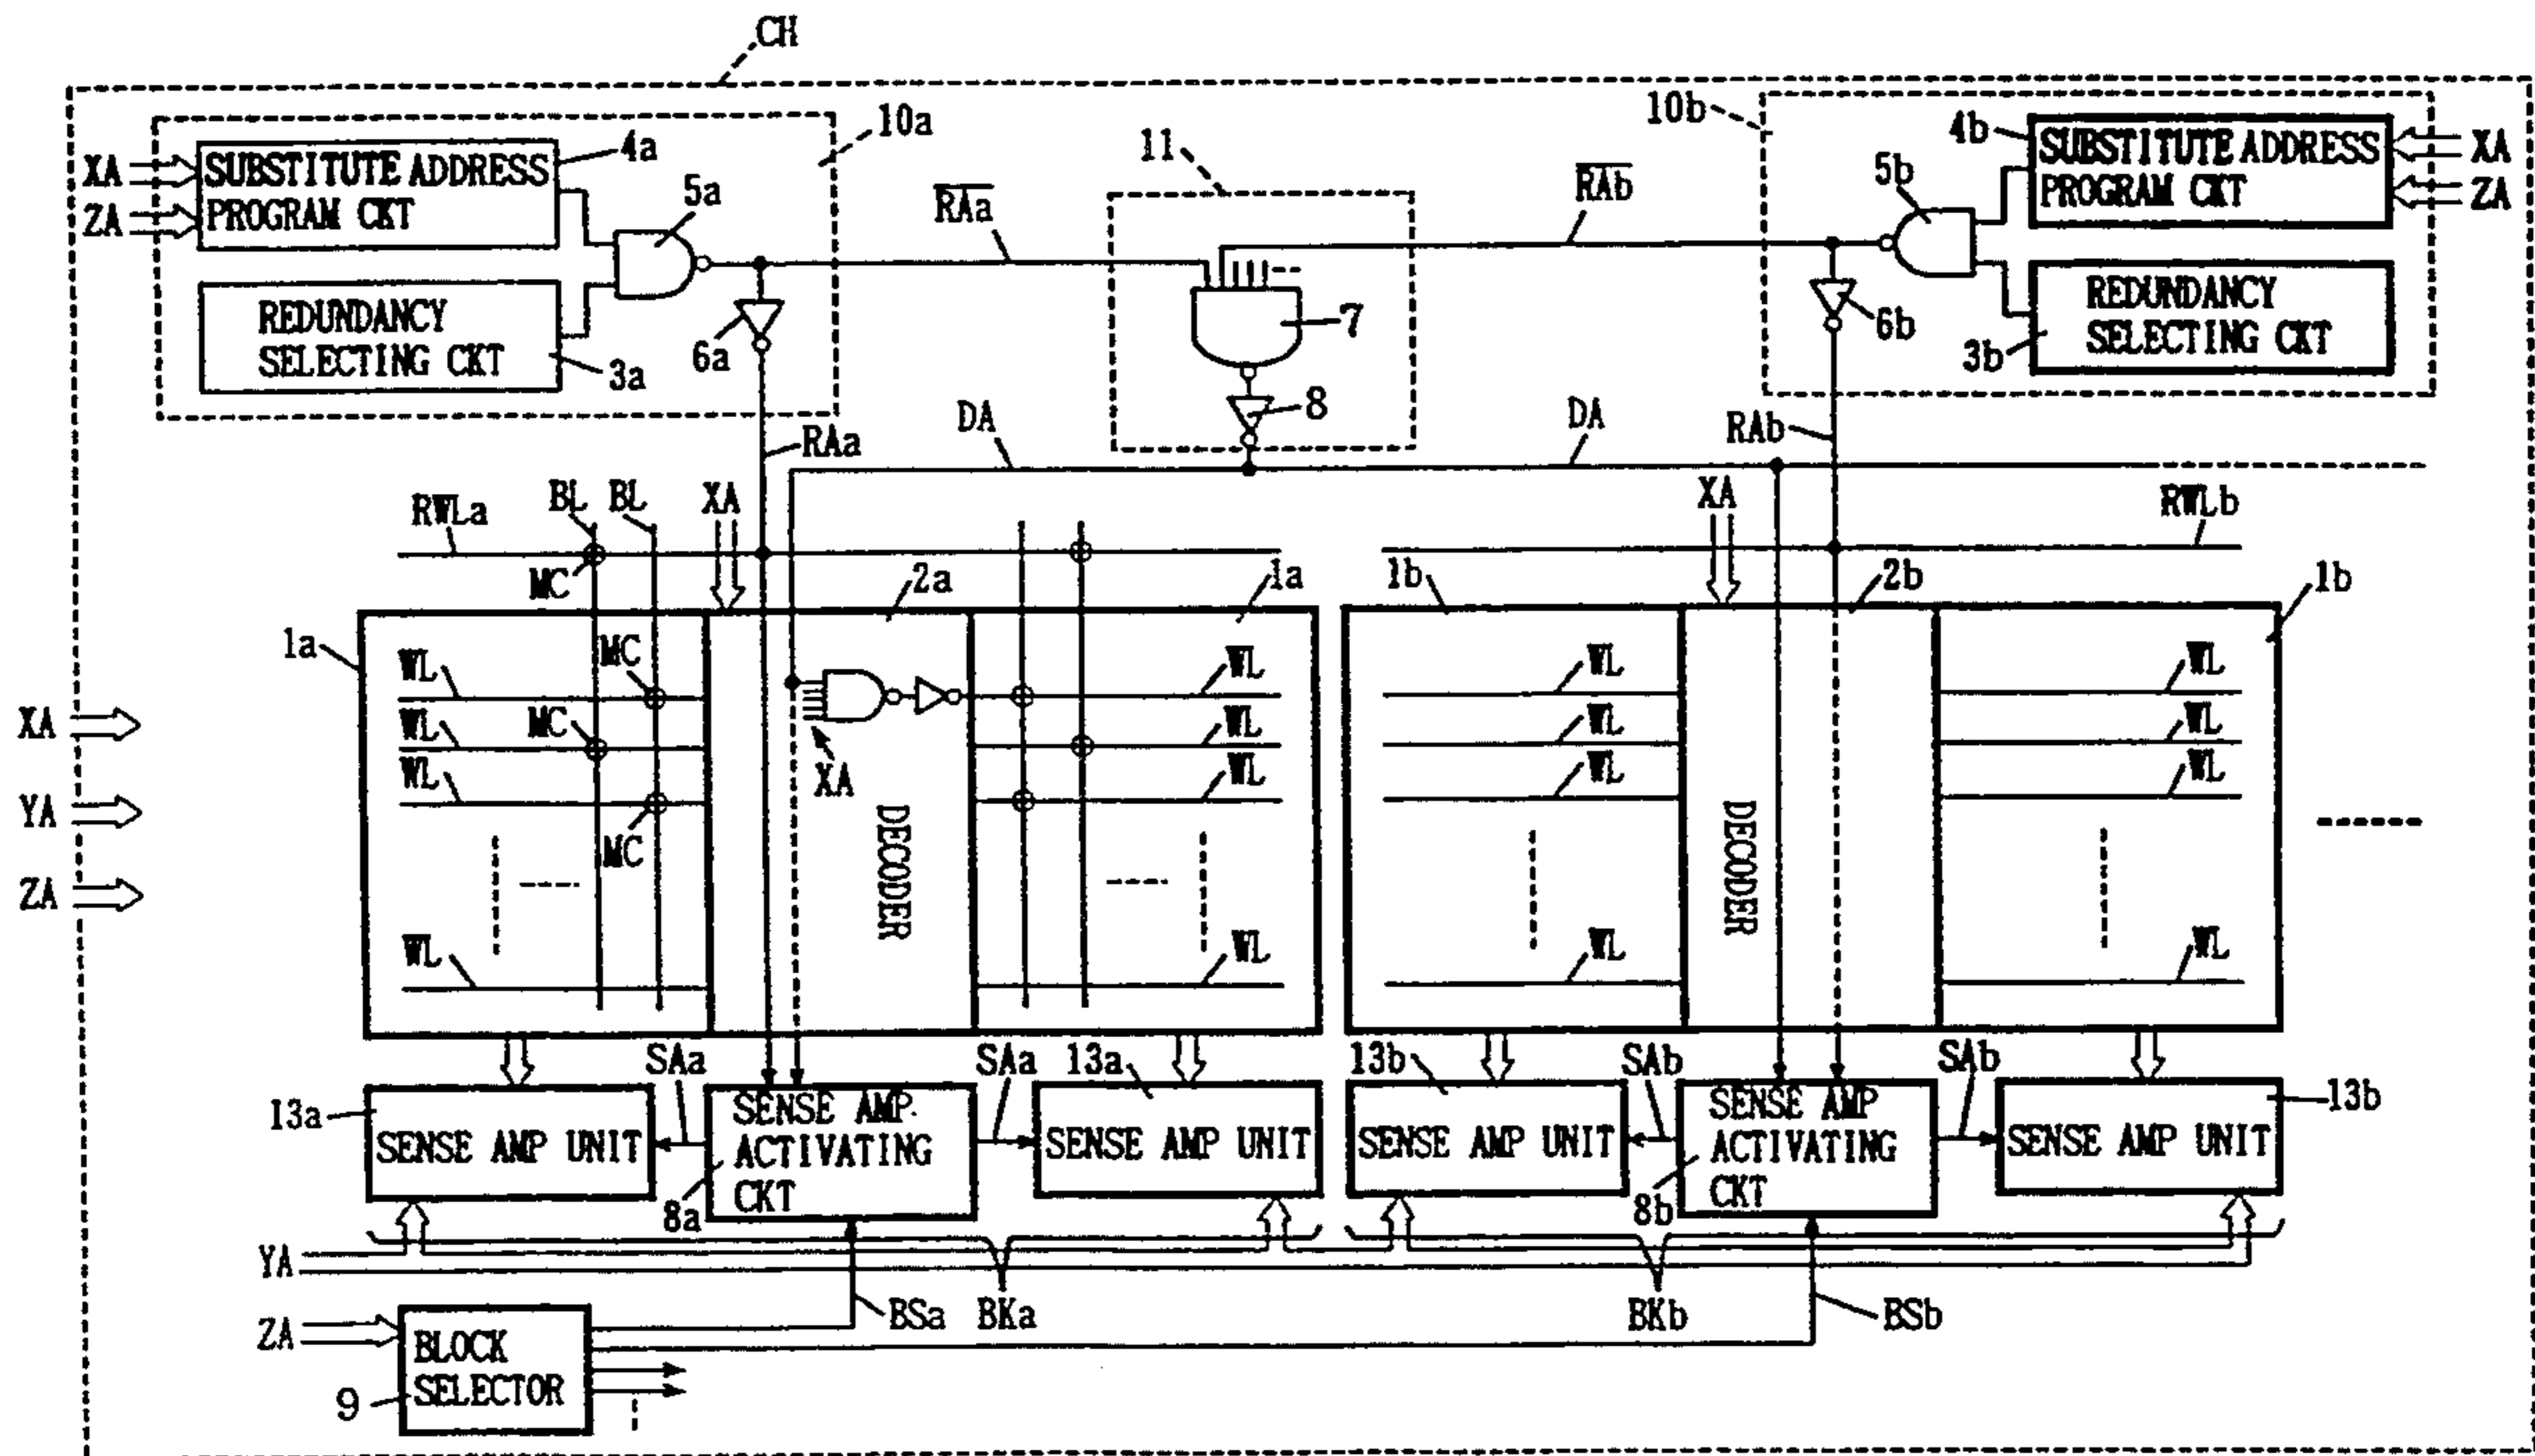 CH
10a
10b
11
XA
ZA
SUBSTITUTE ADDRESS
PROGRAM CKT
4a
5a
REDUNDANCY
SELECTING CKT
3a
6a
R̅A̅a̅
7
8
R̅A̅b̅
5b
4b
SUBSTITUTE ADDRESS
PROGRAM CKT
XA
ZA
6b
REDUNDANCY
SELECTING CKT
3b
RAa
DA
DA
RAb
RWLa
BL
BL
XA
MC
2a
1a
XA
RWLb
1b
2b
1b
1a
WL
MC
WL
WL
WL
WL
MC
WL
WL
WL
WL
MC
XA
WL
WL
WL
DECODER
DECODER
WL
WL
WL
WL
XA
YA
ZA
SAa
SAa
13a
13b
SAb
SAb
13a
SENSE AMP UNIT
SENSE AMP
ACTIVATING
CKT
8a
SENSE AMP UNIT
SENSE AMP UNIT
SENSE AMP
ACTIVATING
CKT
8b
SENSE AMP UNIT
13b
YA
BSa
BKa
BKb
BSb
ZA
BLOCK
SELECTOR
9
MC